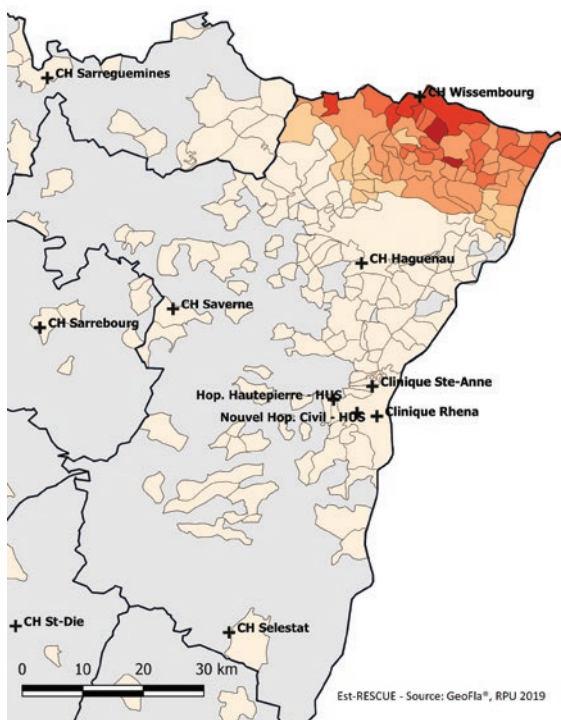 CH Sarreguemines
CH Wissembourg
CH Haguenau
CH Saverne
CH Sarrebourg
Clinique Ste-Anne
Hop. Hautepierre - HUS
Nouvel Hop. Civil - HUS
Clinique Rhena
CH St-Die
CH Selestat
0 10 20 30 km
Est-RESCUE - Source: GeoFla®, RPU 2019